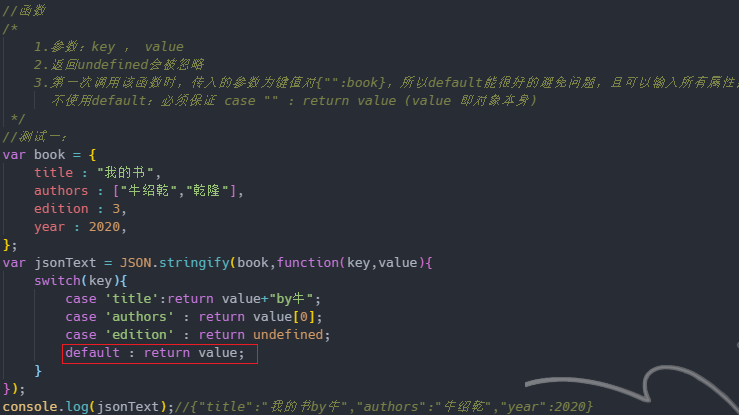 //函数
/*
    1.参数：key ， value
    2.返回undefined会被忽略
    3.第一次调用该函数时，传入的参数为键值对{"":book}，所以default能很好的避免问题，且可以输入所有属性
      不使用default：必须保证 case "" : return value (value 即对象本身)
 */
//测试一：
var book = {
    title : "我的书",
    authors : ["牛绍乾","乾隆"],
    edition : 3,
    year : 2020,
};
var jsonText = JSON.stringify(book,function(key,value){
    switch(key){
        case 'title':return value+"by牛";
        case 'authors' : return value[0];
        case 'edition' : return undefined;
        default : return value;
    }
});
console.log(jsonText);//{"title":"我的书by牛","authors":"牛绍乾","year":2020}